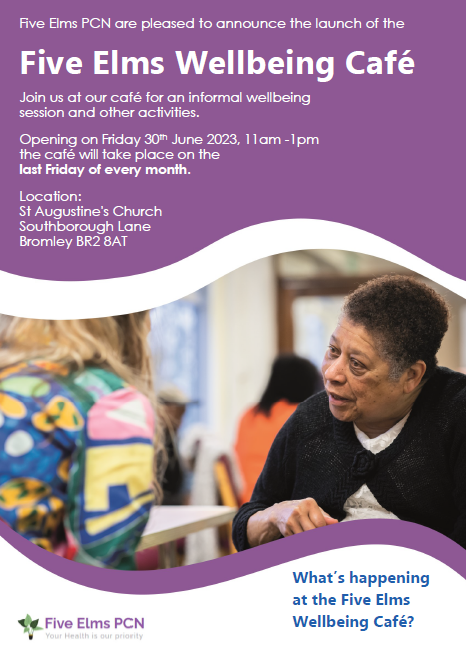 Five Elms PCN are pleased to announce the launch of the
Five Elms Wellbeing Café
Join us at our café for an informal wellbeing
session and other activities.
Opening on Friday 30th June 2023, 11am -1pm
the café will take place on the
last Friday of every month.
Location:
St Augustine's Church
Southborough Lane
Bromley BR2 8AT
What's happening
at the Five Elms
Wellbeing Café?
Five Elms PCN
Your Health is our priority